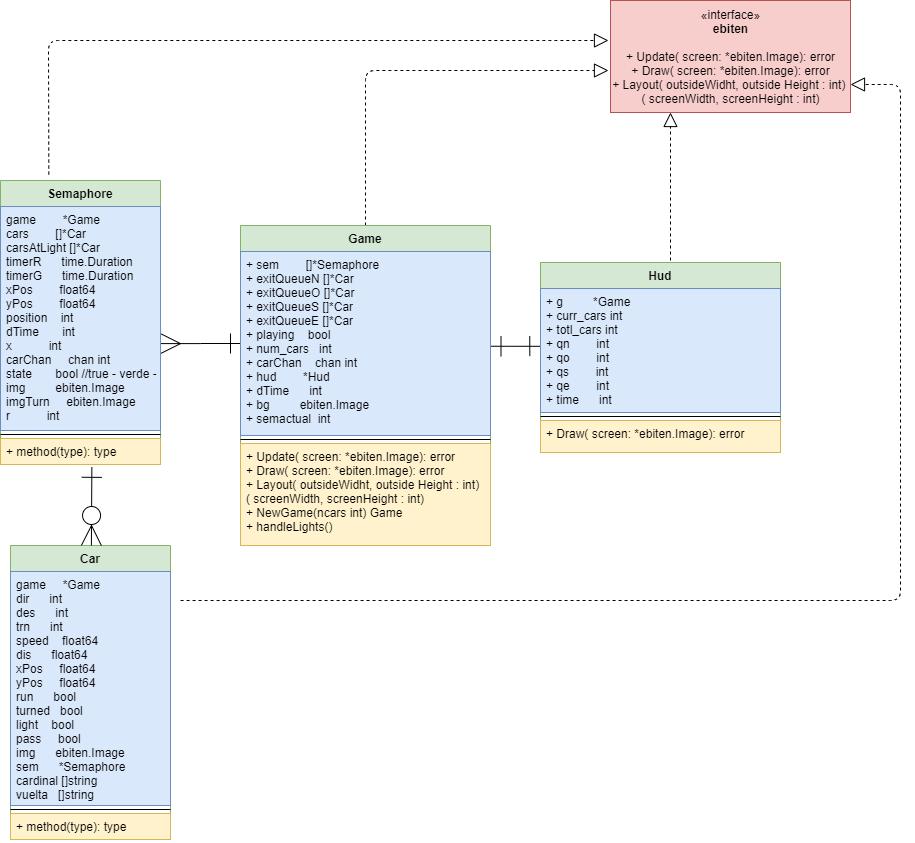 «interface»
ebiten
+ Update( screen: *ebiten.Image): error
+ Draw( screen: *ebiten.Image): error
+ Layout( outsideWidht, outside Height : int)
( screenWidth, screenHeight : int)
Semaphore
game *Game
cars []*Car
carsAtLight []*Car
timerR time.Duration
timerG time.Duration
xPos float64
yPos float64
position int
dTime int
x int
carChan chan int
state bool //true - verde -
img ebiten.Image
imgTurn ebiten.Image
r int
+ method(type): type
Game
+ sem []*Semaphore
+ exitQueueN []*Car
+ exitQueueO []*Car
+ exitQueueS []*Car
+ exitQueueE []*Car
+ playing bool
+ num_cars int
+ carChan chan int
+ hud *Hud
+ dTime int
+ bg ebiten.Image
+ semactual int
+ Update( screen: *ebiten.Image): error
+ Draw( screen: *ebiten.Image): error
+ Layout( outsideWidht, outside Height : int)
( screenWidth, screenHeight : int)
+ NewGame(ncars int) Game
+ handleLights()
Hud
+ g *Game
+ curr_cars int
+ totl_cars int
+ qn int
+ qo int
+ qs int
+ qe int
+ time int
+ Draw( screen: *ebiten.Image): error
Car
game *Game
dir int
des int
trn int
speed float64
dis float64
xPos float64
yPos float64
run bool
turned bool
light bool
pass bool
img ebiten.Image
sem *Semaphore
cardinal []string
vuelta []string
+ method(type): type